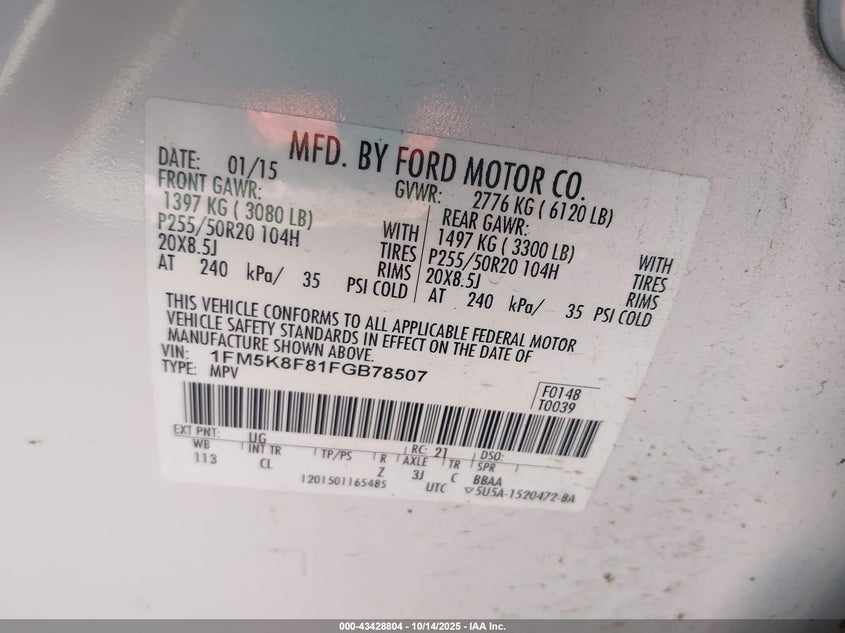 MFD. BY FORD MOTOR CO.
DATE: 01/15
GVWR: 2776 KG ( 6120 LB)
FRONT GAWR:
1397 KG ( 3080 LB)
P255/50R20 104H
20X8.5J
WITH
TIRES
RIMS
AT 240 kPa/ 35 PSI COLD
REAR GAWR:
1497 KG ( 3300 LB)
P255/50R20 104H
20X8.5J
WITH
TIRES
RIMS
AT 240 kPa/ 35 PSI COLD
THIS VEHICLE CONFORMS TO ALL APPLICABLE FEDERAL MOTOR
VEHICLE SAFETY STANDARDS IN EFFECT ON THE DATE OF
MANUFACTURE SHOWN ABOVE.
VIN: 1FM5K8F81FGB78507
TYPE: MPV
F0148
T0039
EXT PNT: UG RC: 21 DSO:
WB INT TR TP/PS R AXLE TR SPR
113 CL Z 3J C BBAA
1201501165485 UTC ▽5U5A-1520472-BA
000-43428804 - 10/14/2025 - IAA Inc.